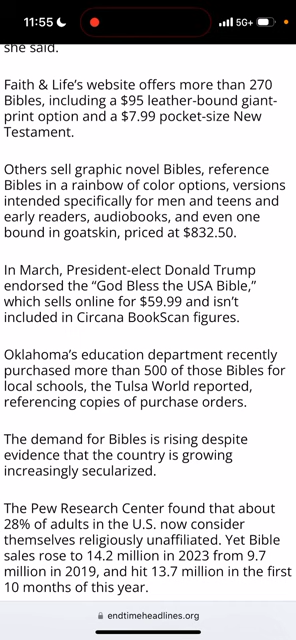 11:55
5G+
she said.
Faith & Life's website offers more than 270
Bibles, including a $95 leather-bound giant-
print option and a $7.99 pocket-size New
Testament.
Others sell graphic novel Bibles, reference
Bibles in a rainbow of color options, versions
intended specifically for men and teens and
early readers, audiobooks, and even one
bound in goatskin, priced at $832.50.
In March, President-elect Donald Trump
endorsed the “God Bless the USA Bible,”
which sells online for $59.99 and isn't
included in Circana BookScan figures.
Oklahoma's education department recently
purchased more than 500 of those Bibles for
local schools, the Tulsa World reported,
referencing copies of purchase orders.
The demand for Bibles is rising despite
evidence that the country is growing
increasingly secularized.
The Pew Research Center found that about
28% of adults in the U.S. now consider
themselves religiously unaffiliated. Yet Bible
sales rose to 14.2 million in 2023 from 9.7
million in 2019, and hit 13.7 million in the first
10 months of this year.
endtimeheadlines.org